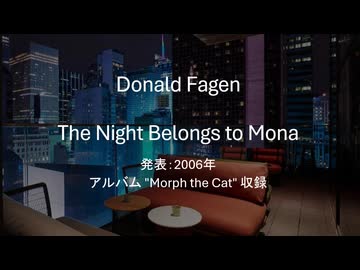 Donald Fagen
The Night Belongs to Mona
発表：2006年
アルバム "Morph the Cat" 収録